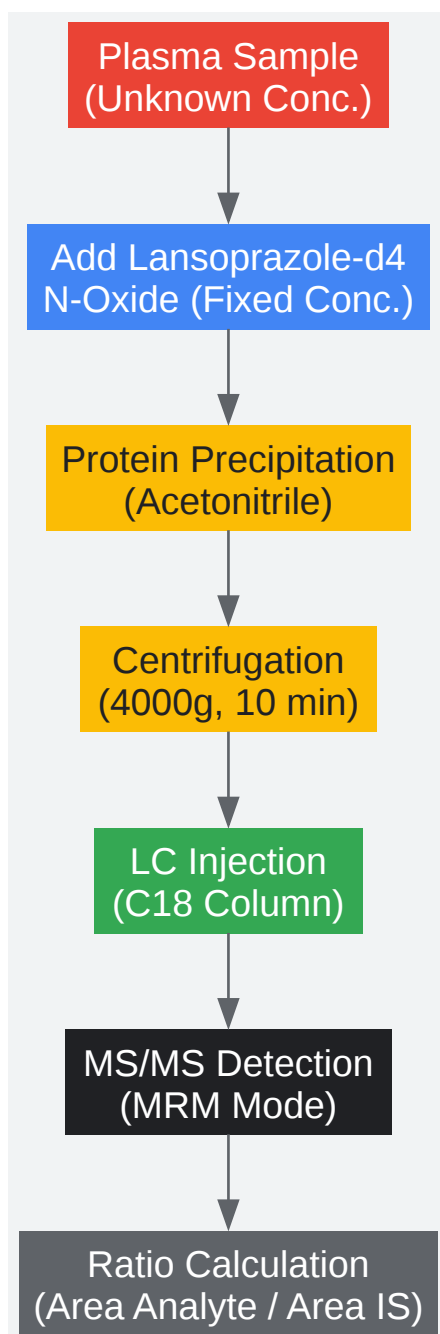 Plasma Sample
(Unknown Conc.)
Add Lansoprazole-d4
N-Oxide (Fixed Conc.)
Protein Precipitation
(Acetonitrile)
Centrifugation
(4000g, 10 min)
LC Injection
(C18 Column)
MS/MS Detection
(MRM Mode)
Ratio Calculation
(Area Analyte / Area IS)